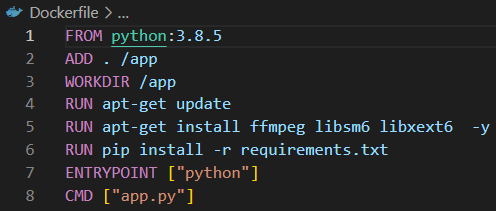 Dockerfile > ...
1 FROM python:3.8.5
2 ADD . /app
3 WORKDIR /app
4 RUN apt-get update
5 RUN apt-get install ffmpeg libsm6 libxext6  -y
6 RUN pip install -r requirements.txt
7 ENTRYPOINT ["python"]
8 CMD ["app.py"]